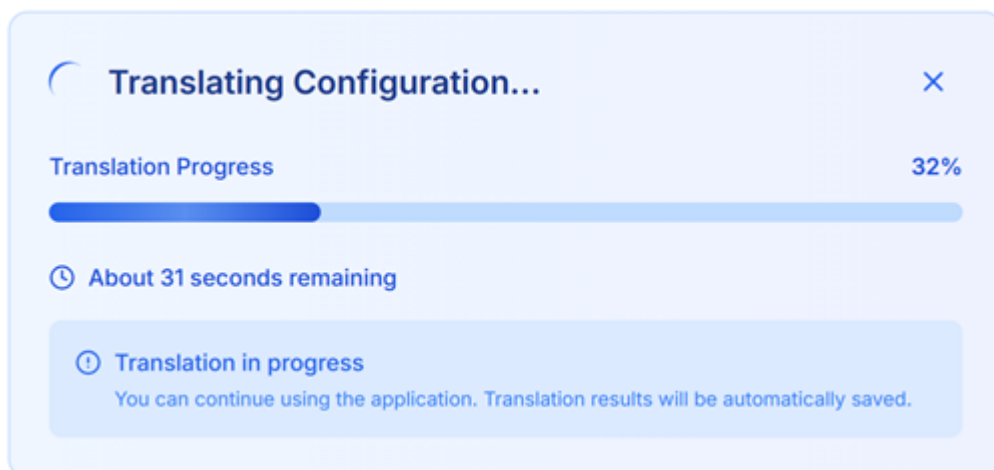 Translating Configuration...
Translation Progress
32%
About 31 seconds remaining
Translation in progress
You can continue using the application. Translation results will be automatically saved.